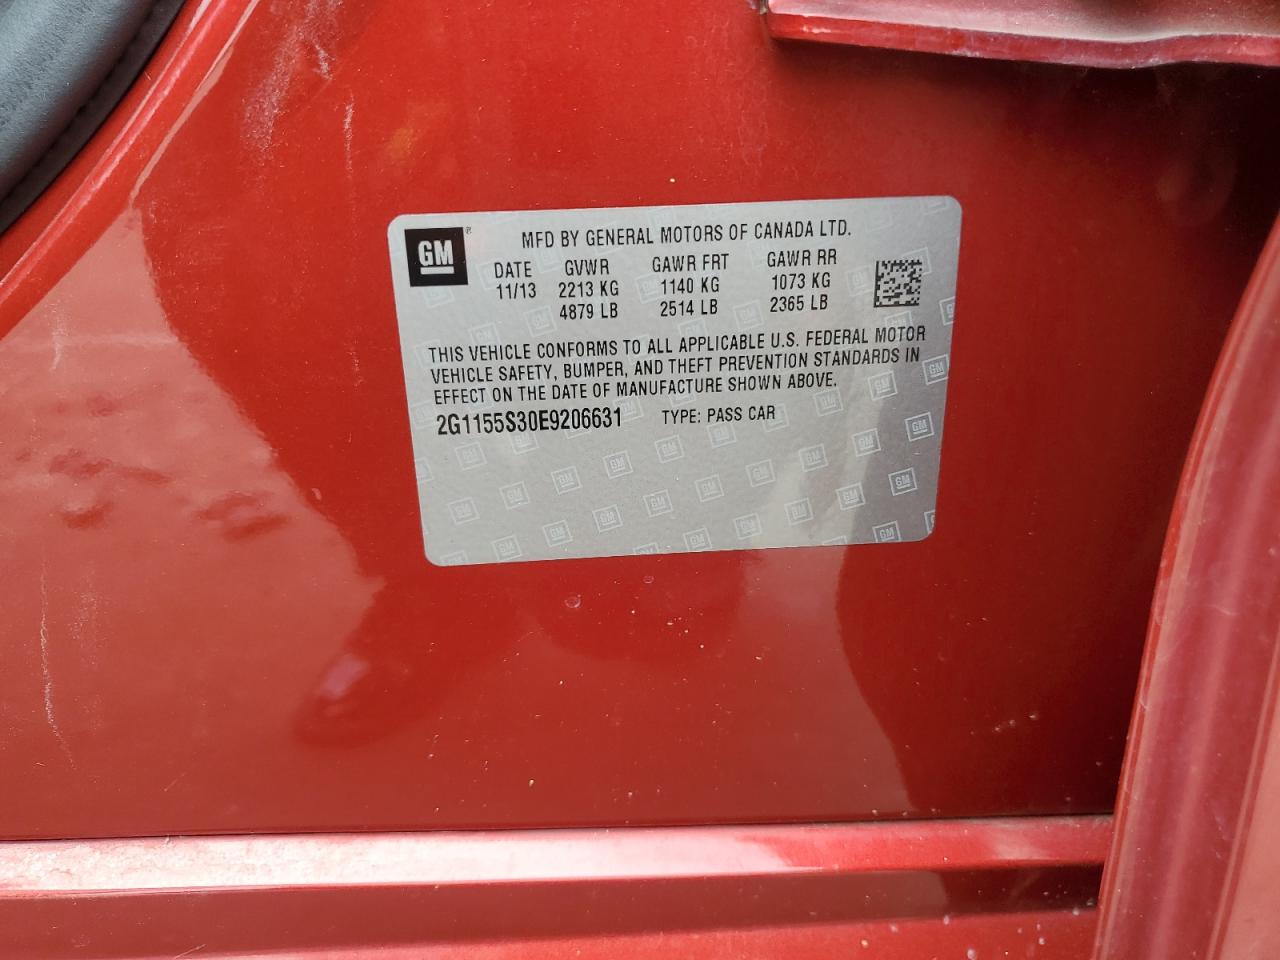 GM ®
MFD BY GENERAL MOTORS OF CANADA LTD.
DATE GVWR GAWR FRT GAWR RR
11/13 2213 KG 1140 KG 1073 KG
4879 LB 2514 LB 2365 LB
THIS VEHICLE CONFORMS TO ALL APPLICABLE U.S. FEDERAL MOTOR
VEHICLE SAFETY, BUMPER, AND THEFT PREVENTION STANDARDS IN
EFFECT ON THE DATE OF MANUFACTURE SHOWN ABOVE.
2G1155S30E9206631 TYPE: PASS CAR